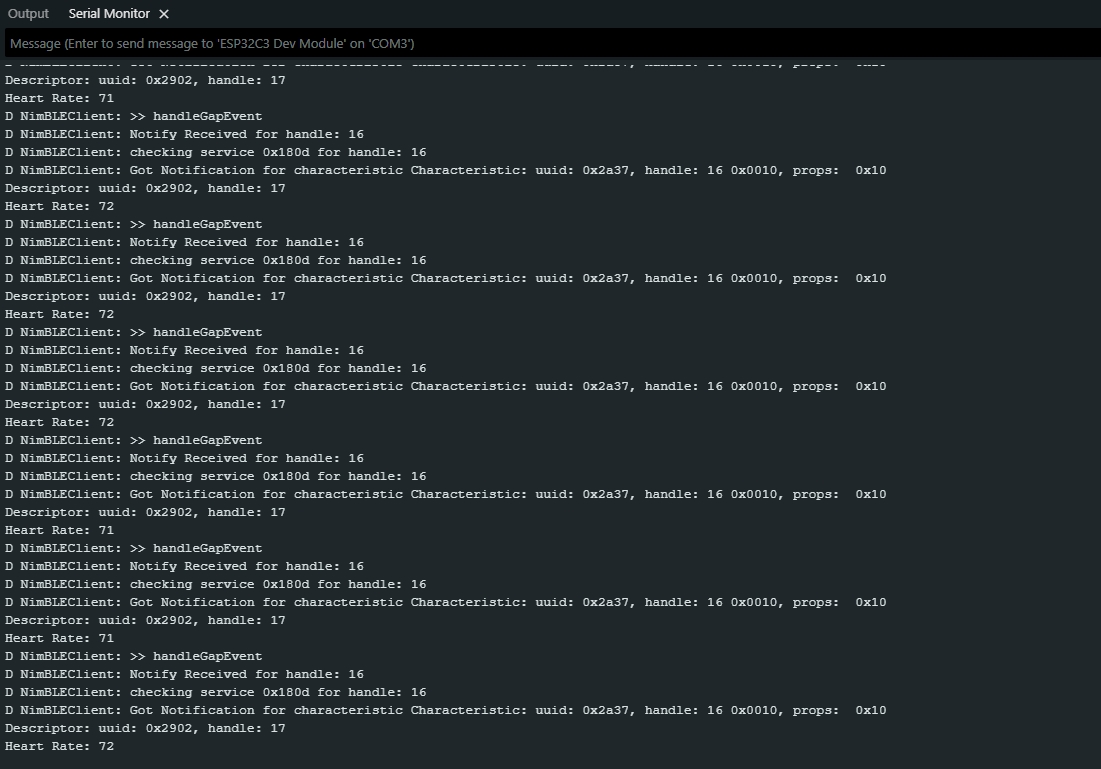 Output Serial Monitor
Message (Enter to send message to 'ESP32C3 Dev Module' on 'COM3')
Descriptor: uuid: 0x2902, handle: 17
Heart Rate: 71
D NimBLEClient: >> handleGapEvent
D NimBLEClient: Notify Received for handle: 16
D NimBLEClient: checking service 0x180d for handle: 16
D NimBLEClient: Got Notification for characteristic Characteristic: uuid: 0x2a37, handle: 16 0x0010, props:  0x10
Descriptor: uuid: 0x2902, handle: 17
Heart Rate: 72
D NimBLEClient: >> handleGapEvent
D NimBLEClient: Notify Received for handle: 16
D NimBLEClient: checking service 0x180d for handle: 16
D NimBLEClient: Got Notification for characteristic Characteristic: uuid: 0x2a37, handle: 16 0x0010, props:  0x10
Descriptor: uuid: 0x2902, handle: 17
Heart Rate: 72
D NimBLEClient: >> handleGapEvent
D NimBLEClient: Notify Received for handle: 16
D NimBLEClient: checking service 0x180d for handle: 16
D NimBLEClient: Got Notification for characteristic Characteristic: uuid: 0x2a37, handle: 16 0x0010, props:  0x10
Descriptor: uuid: 0x2902, handle: 17
Heart Rate: 72
D NimBLEClient: >> handleGapEvent
D NimBLEClient: Notify Received for handle: 16
D NimBLEClient: checking service 0x180d for handle: 16
D NimBLEClient: Got Notification for characteristic Characteristic: uuid: 0x2a37, handle: 16 0x0010, props:  0x10
Descriptor: uuid: 0x2902, handle: 17
Heart Rate: 71
D NimBLEClient: >> handleGapEvent
D NimBLEClient: Notify Received for handle: 16
D NimBLEClient: checking service 0x180d for handle: 16
D NimBLEClient: Got Notification for characteristic Characteristic: uuid: 0x2a37, handle: 16 0x0010, props:  0x10
Descriptor: uuid: 0x2902, handle: 17
Heart Rate: 71
D NimBLEClient: >> handleGapEvent
D NimBLEClient: Notify Received for handle: 16
D NimBLEClient: checking service 0x180d for handle: 16
D NimBLEClient: Got Notification for characteristic Characteristic: uuid: 0x2a37, handle: 16 0x0010, props:  0x10
Descriptor: uuid: 0x2902, handle: 17
Heart Rate: 72